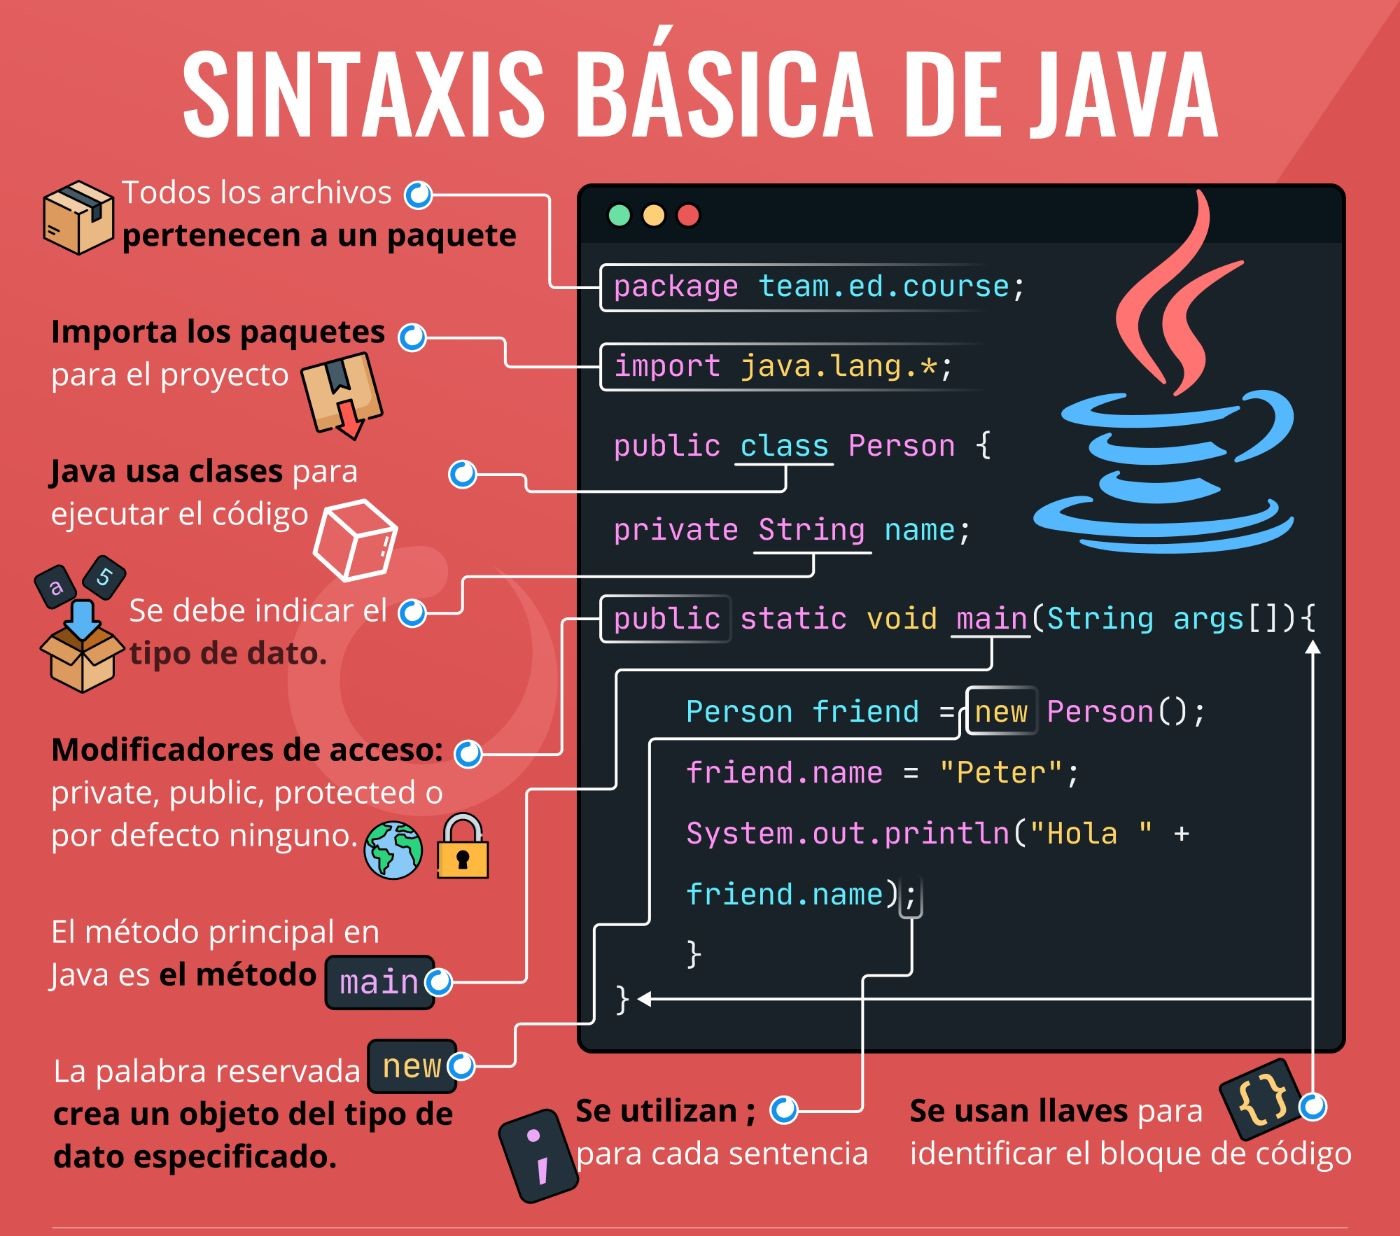 SINTAXIS BÁSICA DE JAVA
Todos los archivos
pertenecen a un paquete
Importa los paquetes
para el proyecto
Java usa clases para
ejecutar el código
a 5
Se debe indicar el
tipo de dato.
Modificadores de acceso:
private, public, protected o
por defecto ninguno.
El método principal en
Java es el método main
La palabra reservada new
crea un objeto del tipo de
dato especificado.
package team.ed.course;
import java.lang.*;
public class Person {
private String name;
public static void main(String args[]){
Person friend = new Person();
friend.name = "Peter";
System.out.println("Hola " +
friend.name);
}
}
;
Se utilizan ;
para cada sentencia
Se usan llaves para {}
identificar el bloque de código